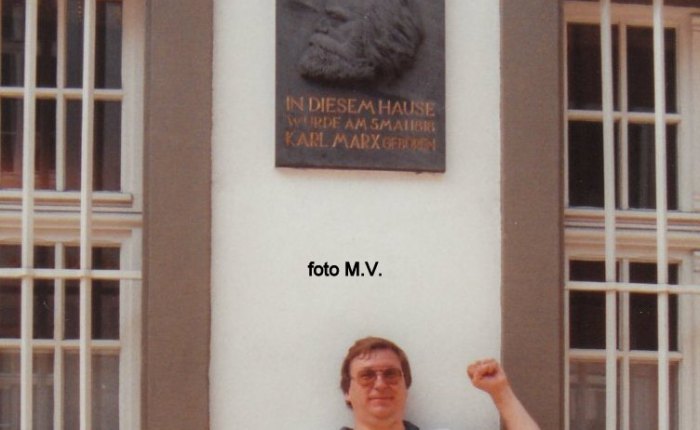 IN DIESEM HAUSE
WURDE AM 5.MAI.1818
KARL MARX GEBOREN
foto M.V.